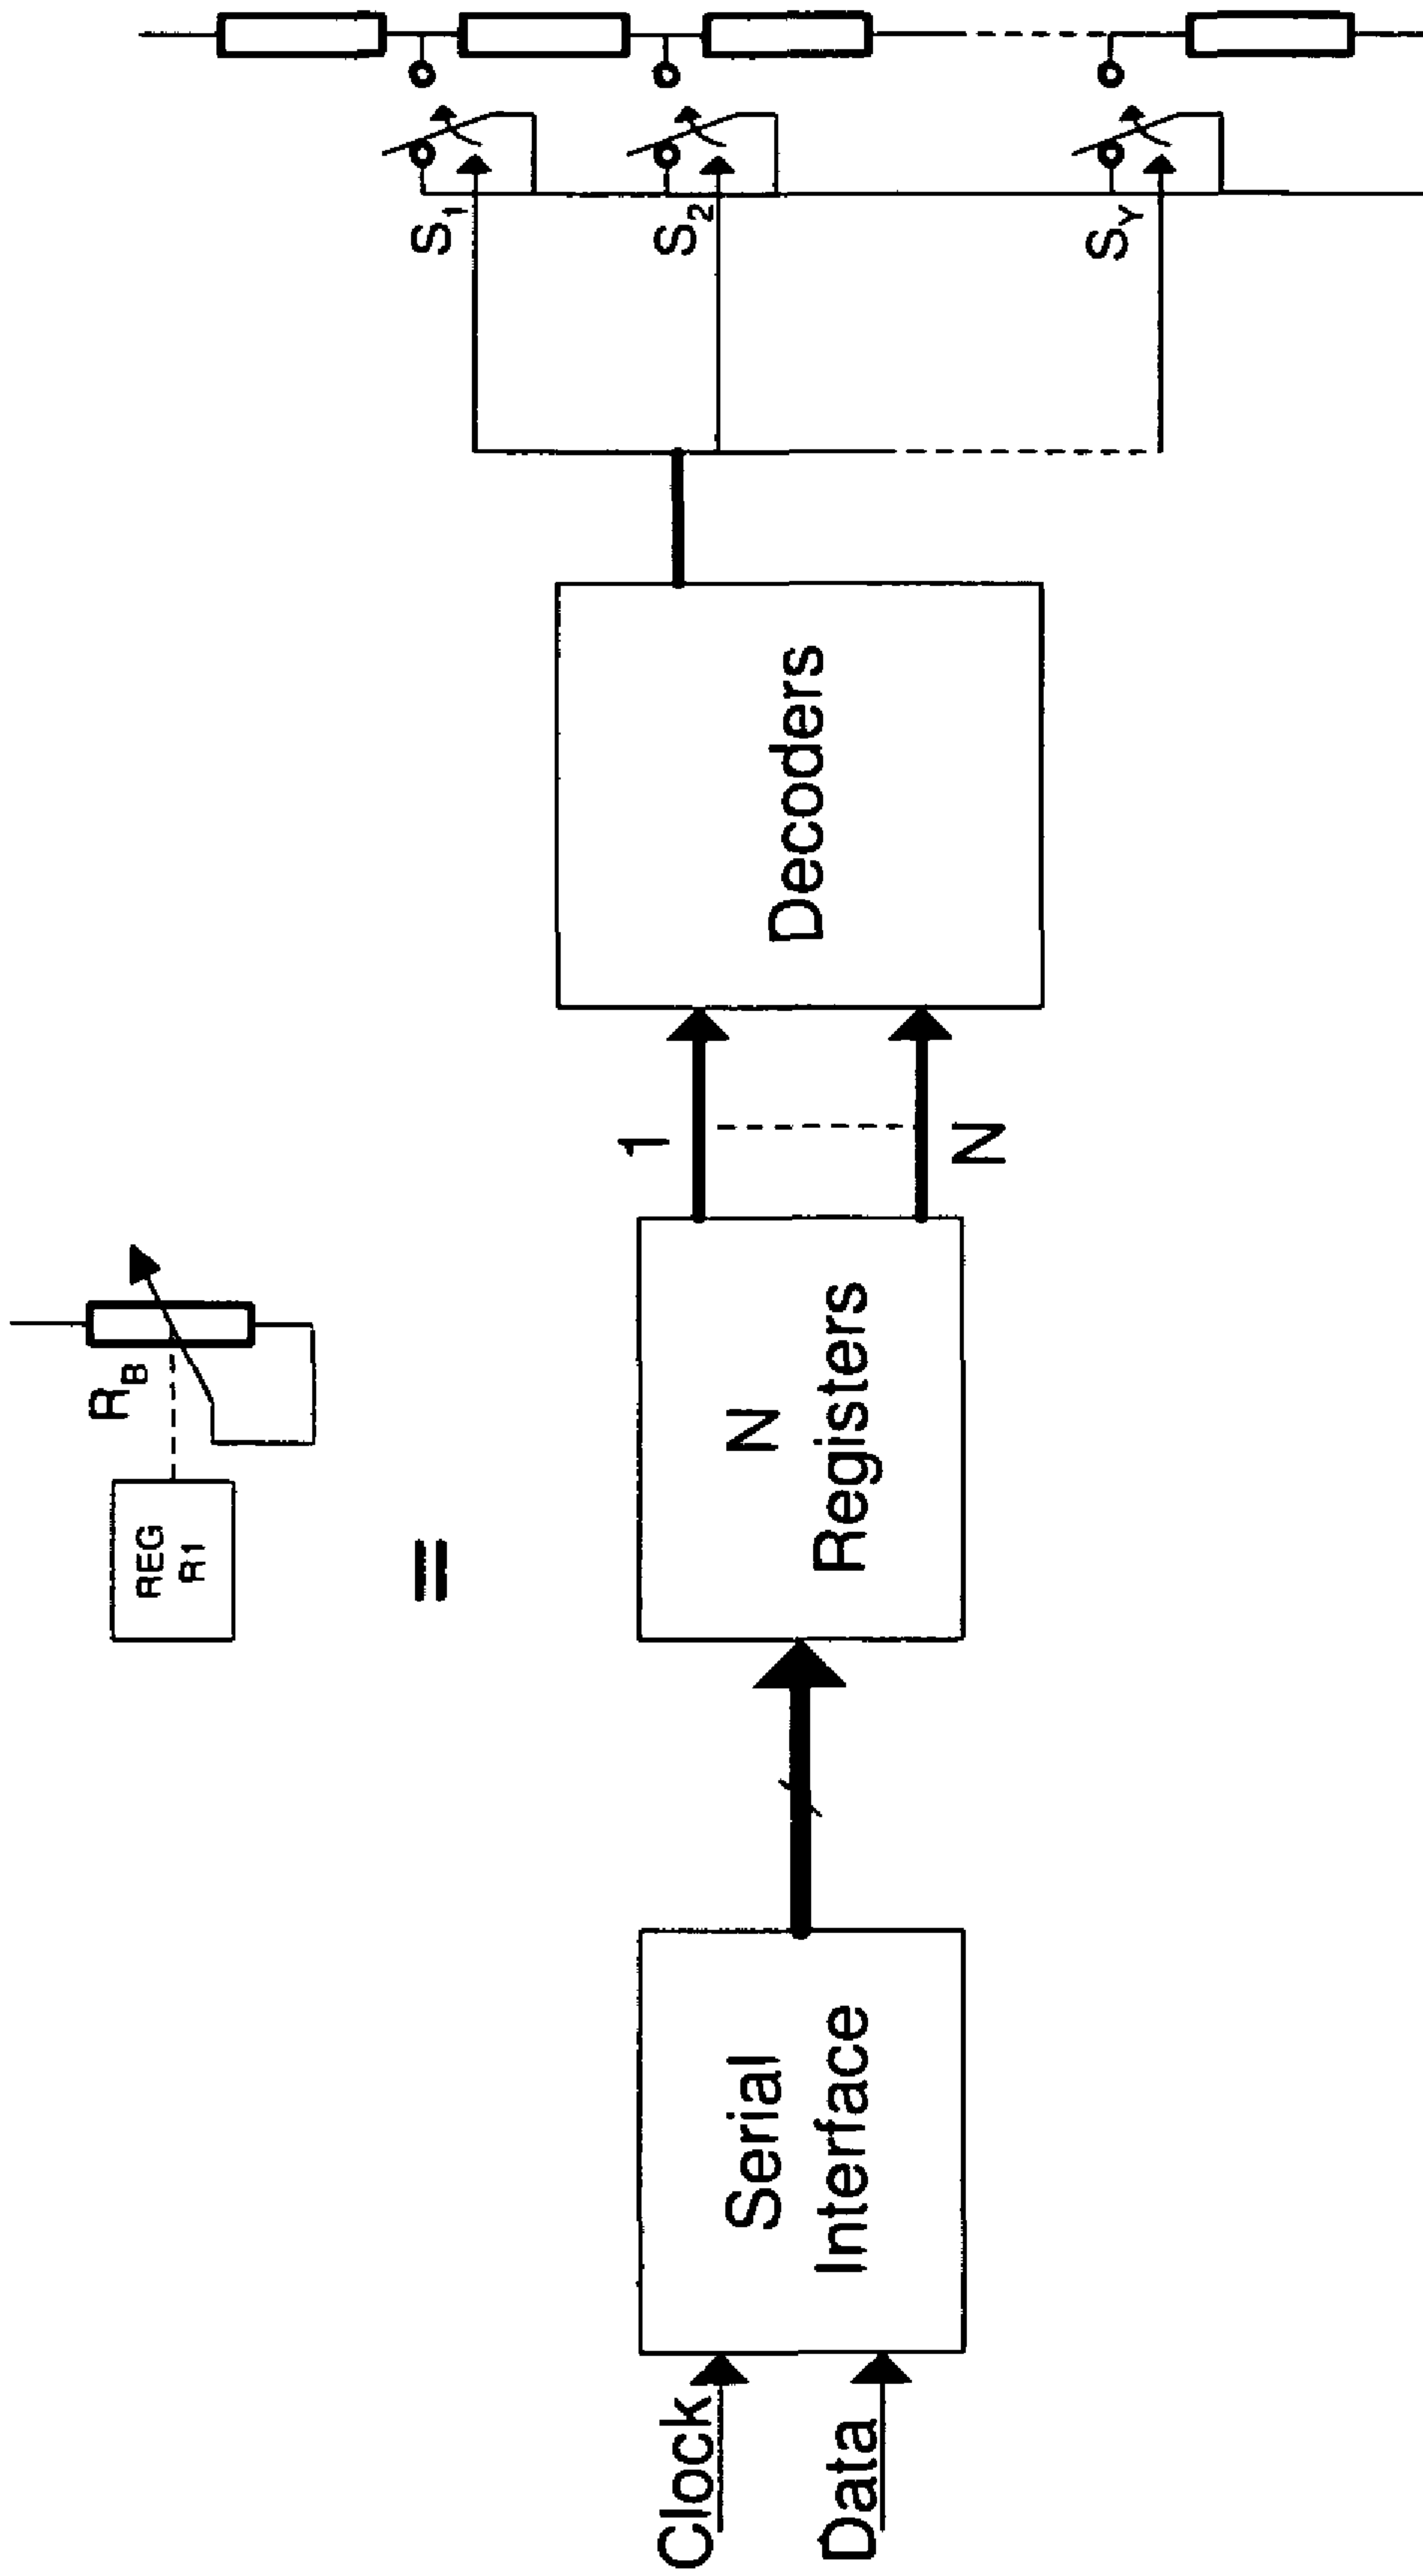 REG
R1
R_B
=
Clock
Data
Serial
Interface
N
Registers
1
N
Decoders
S_1
S_2
S_Y